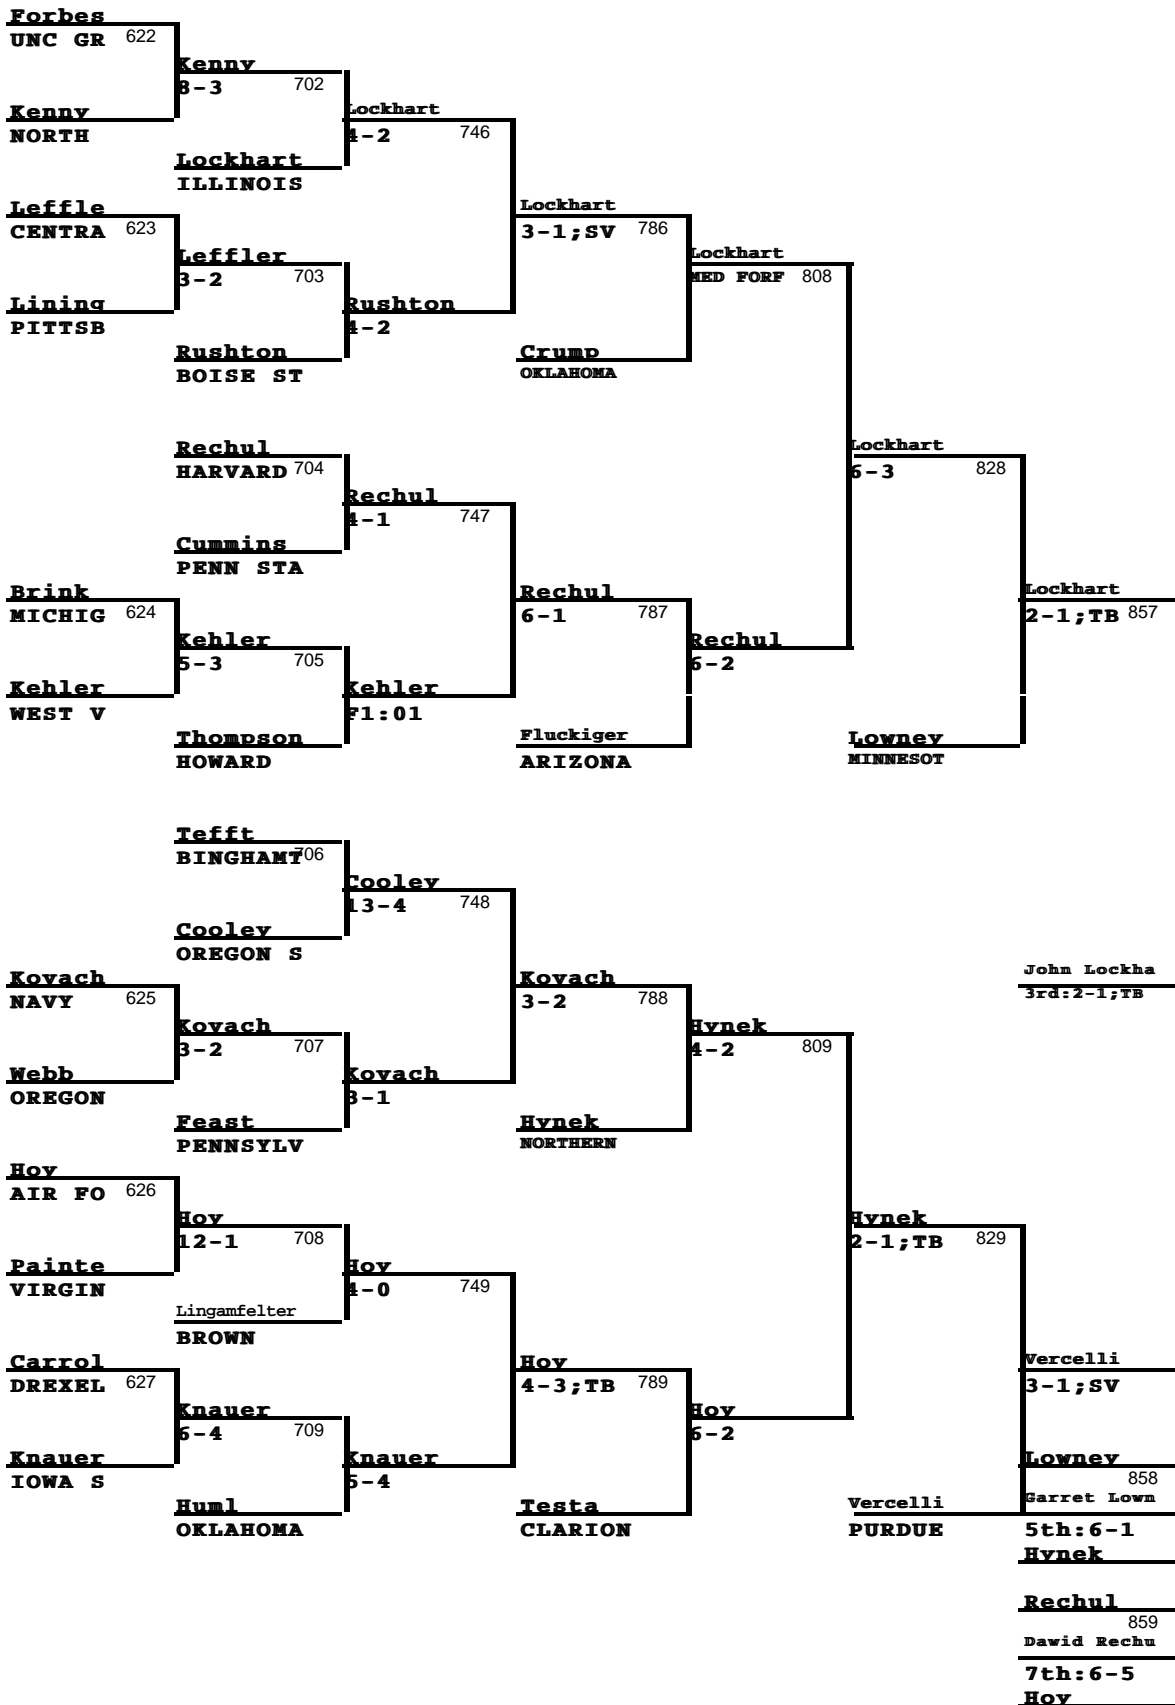 Forbes
UNC GR 622
Kenny
8-3 702
Kenny
NORTH
Lockhart
4-2 746
Lockhart
ILLINOIS
Leffle
CENTRA 623
Lockhart
3-1;SV 786
Leffler
3-2 703
Lockhart
MED FORF 808
Lining
PITTSB
Rushton
4-2
Rushton
BOISE ST
Crump
OKLAHOMA
Rechul
HARVARD 704
Lockhart
6-3 828
Rechul
4-1 747
Cummins
PENN STA
Brink
MICHIG 624
Rechul
6-1 787
Lockhart
2-1;TB 857
Kehler
5-3 705
Rechul
6-2
Kehler
WEST V
Kehler
F1:01
Thompson
HOWARD
Fluckiger
ARIZONA
Lowney
MINNESOT
Tefft
BINGHAMT 706
Cooley
13-4 748
Cooley
OREGON S
Kovach
NAVY 625
Kovach
3-2 788
John Lockha
3rd:2-1;TB
Kovach
3-2 707
Hynek
4-2 809
Webb
OREGON
Kovach
3-1
Feast
PENNSYLV
Hynek
NORTHERN
Hoy
AIR FO 626
Hoy
12-1 708
Hynek
2-1;TB 829
Painte
VIRGIN
Hoy
4-0 749
Lingamfelter
BROWN
Carrol
DREXEL 627
Hoy
4-3;TB 789
Vercelli
3-1;SV
Knauer
6-4 709
Hoy
6-2
Knauer
IOWA S
Knauer
5-4
Lowney
858
Huml
OKLAHOMA
Testa
CLARION
Vercelli
PURDUE
Garret Lown
5th:6-1
Hynek
Rechul
859
Dawid Rechu
7th:6-5
Hoy